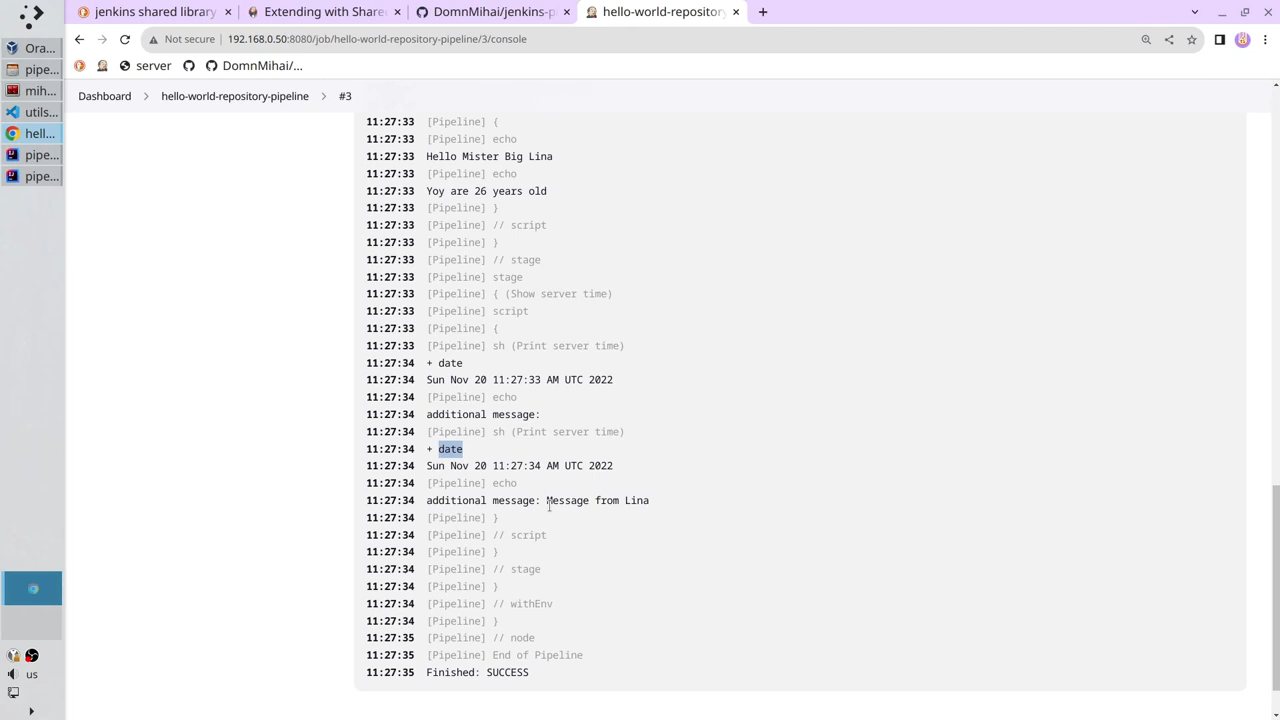 jenkins shared library
Extending with Share
DomnMihai/jenkins-p
hello-world-repository
Not secure
192.168.0.50:8080/job/hello-world-repository-pipeline/3/console
server
DomnMihai/...
Ora...
pipe...
mih...
utils...
hell...
pipe...
pipe...
us
Dashboard
hello-world-repository-pipeline
#3
11:27:33 [Pipeline] {
11:27:33 [Pipeline] echo
11:27:33 Hello Mister Big Lina
11:27:33 [Pipeline] echo
11:27:33 Yoy are 26 years old
11:27:33 [Pipeline] }
11:27:33 [Pipeline] // script
11:27:33 [Pipeline] }
11:27:33 [Pipeline] // stage
11:27:33 [Pipeline] stage
11:27:33 [Pipeline] { (Show server time)
11:27:33 [Pipeline] script
11:27:33 [Pipeline] {
11:27:33 [Pipeline] sh (Print server time)
11:27:34 + date
11:27:34 Sun Nov 20 11:27:33 AM UTC 2022
11:27:34 [Pipeline] echo
11:27:34 additional message:
11:27:34 [Pipeline] sh (Print server time)
11:27:34 + date
11:27:34 Sun Nov 20 11:27:34 AM UTC 2022
11:27:34 [Pipeline] echo
11:27:34 additional message: Message from Lina
11:27:34 [Pipeline] }
11:27:34 [Pipeline] // script
11:27:34 [Pipeline] }
11:27:34 [Pipeline] // stage
11:27:34 [Pipeline] }
11:27:34 [Pipeline] // withEnv
11:27:34 [Pipeline] }
11:27:35 [Pipeline] // node
11:27:35 [Pipeline] End of Pipeline
11:27:35 Finished: SUCCESS